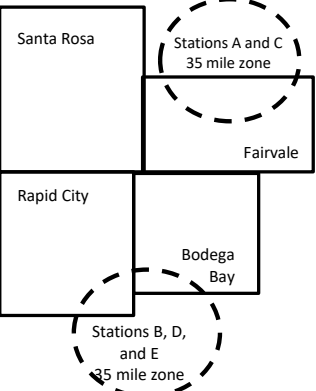 Santa Rosa
Stations A and C
35 mile zone
Fairvale
Rapid City
Bodega
Bay
Stations B, D,
and E
35 mile zone